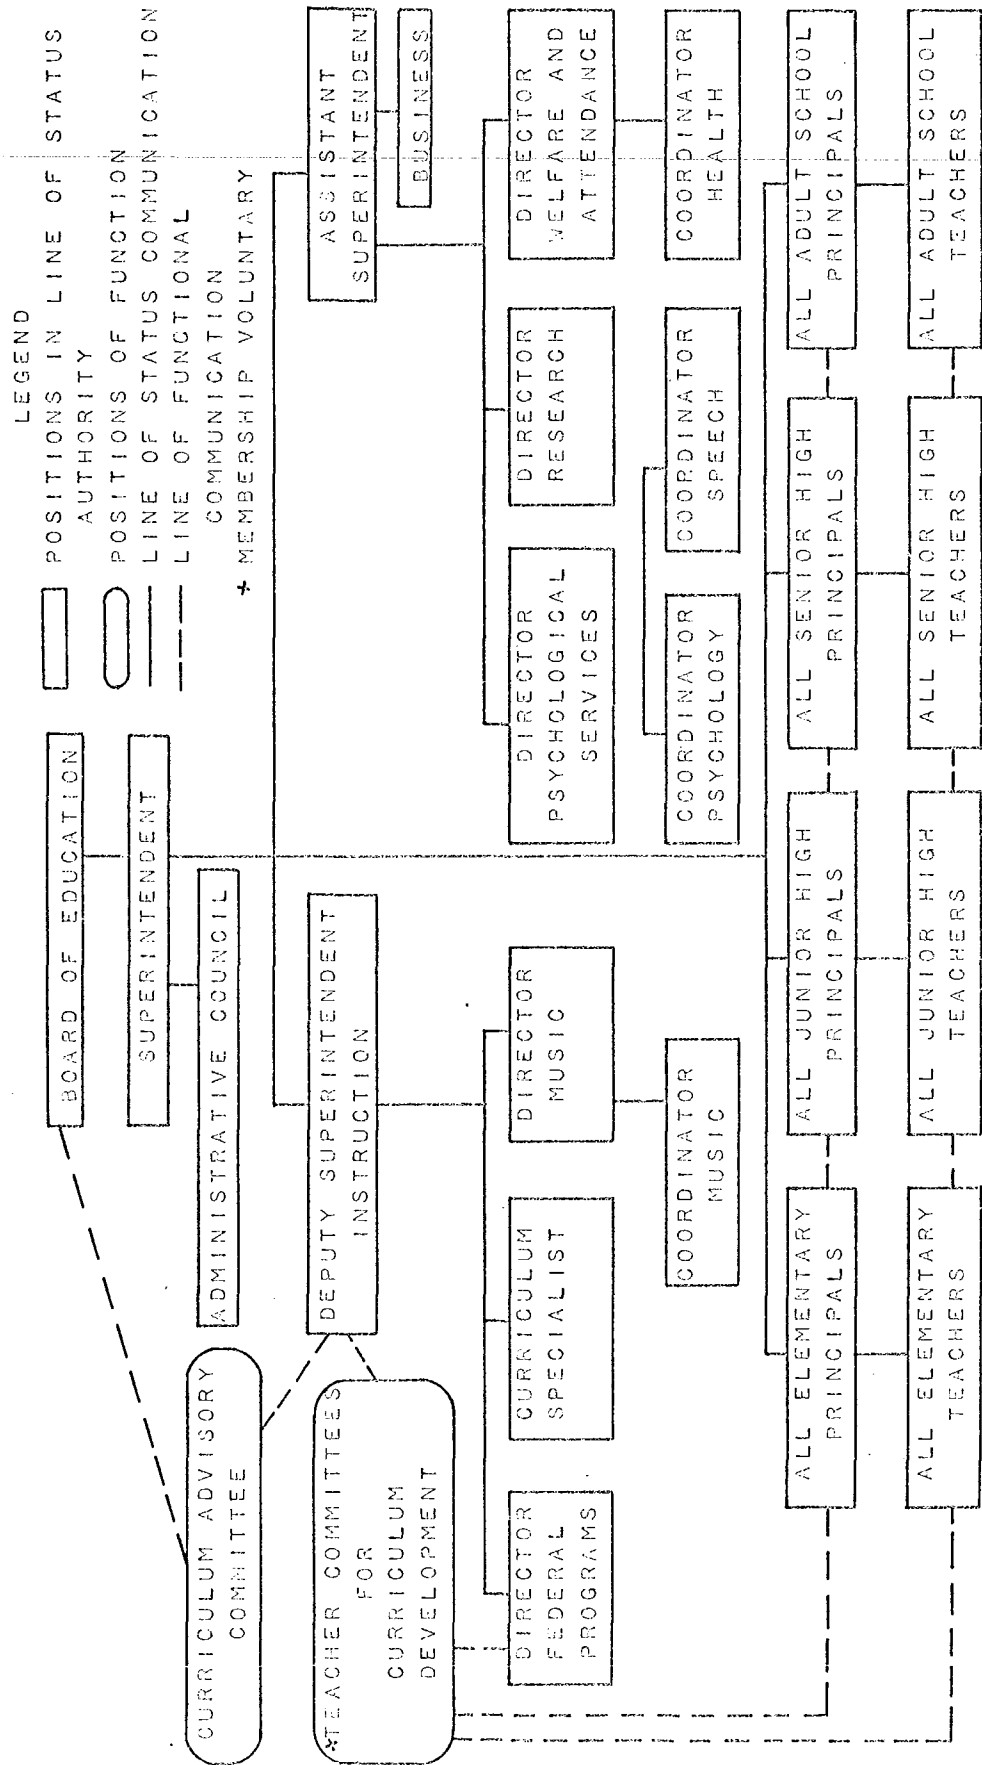 LEGEND
POSITIONS IN LINE OF STATUS
AUTHORITY
POSITIONS OF FUNCTION
LINE OF STATUS COMMUNICATION
LINE OF FUNCTIONAL
COMMUNICATION
* MEMBERSHIP VOLUNTARY
BOARD OF EDUCATION
SUPERINTENDENT
ADMINISTRATIVE COUNCIL
CURRICULUM ADVISORY
COMMITTEE
*TEACHER COMMITTEES
FOR
CURRICULUM
DEVELOPMENT
DEPUTY SUPERINTENDENT
INSTRUCTION
ASSISTANT
SUPERINTENDENT
BUSINESS
DIRECTOR
FEDERAL
PROGRAMS
CURRICULUM
SPECIALIST
DIRECTOR
MUSIC
DIRECTOR
PSYCHOLOGICAL
SERVICES
DIRECTOR
RESEARCH
DIRECTOR
WELFARE AND
ATTENDANCE
COORDINATOR
MUSIC
COORDINATOR
PSYCHOLOGY
COORDINATOR
SPEECH
COORDINATOR
HEALTH
ALL ELEMENTARY
PRINCIPALS
ALL JUNIOR HIGH
PRINCIPALS
ALL SENIOR HIGH
PRINCIPALS
ALL ADULT SCHOOL
PRINCIPALS
ALL ELEMENTARY
TEACHERS
ALL JUNIOR HIGH
TEACHERS
ALL SENIOR HIGH
TEACHERS
ALL ADULT SCHOOL
TEACHERS